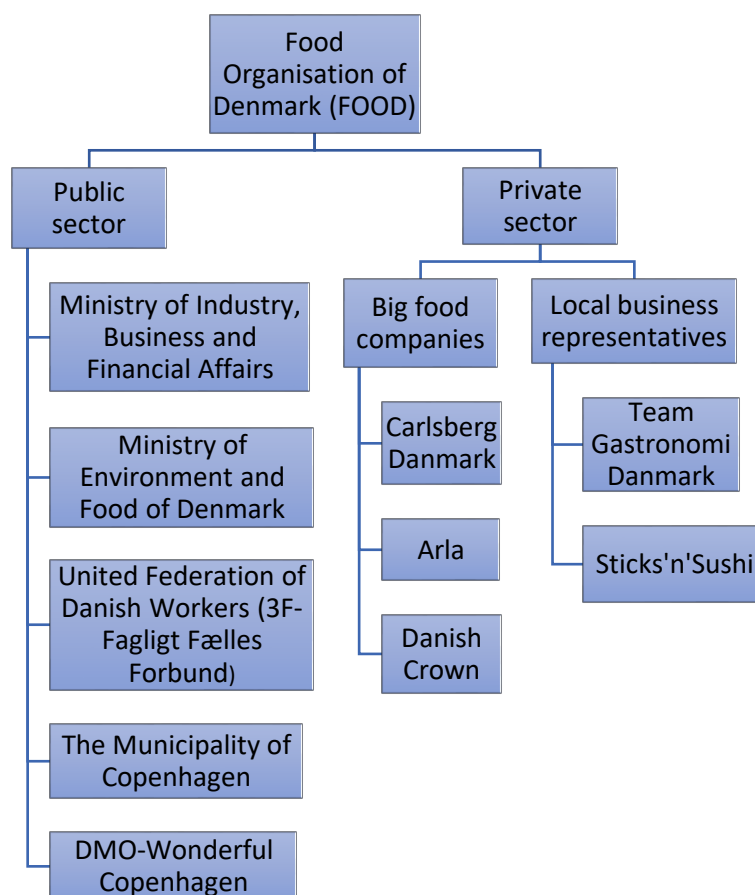 Food
Organisation of
Denmark (FOOD)
Public
sector
Private
sector
Ministry of Industry,
Business and
Financial Affairs
Ministry of
Environment and
Food of Denmark
United Federation of
Danish Workers (3F-
Fagligt Fælles
Forbund)
The Municipality of
Copenhagen
DMO-Wonderful
Copenhagen
Big food
companies
Carlsberg
Danmark
Arla
Danish
Crown
Local business
representatives
Team
Gastronomi
Danmark
Sticks'n'Sushi